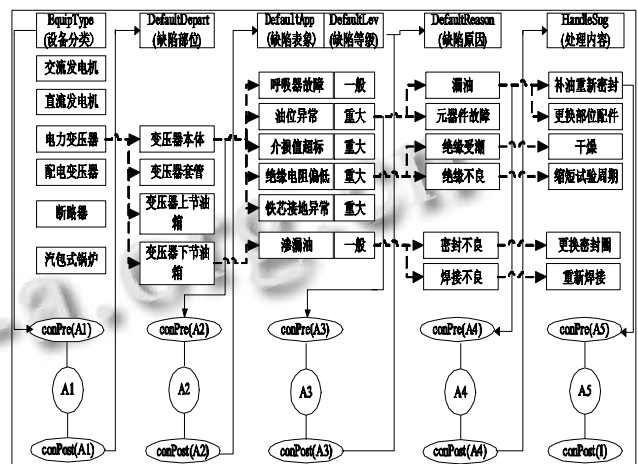 EquipType
(设备分类)
DefaultDepart
(缺陷部位)
DefaultApp
(缺陷表象)
DefaultLev
(缺陷等级)
DefaultReason
(缺陷原因)
HandleSug
(处理内容)
交流发电机
直流发电机
电力变压器
配电变压器
断路器
汽包式锅炉
变压器本体
变压器套管
变压器上节油
箱
变压器下节油
箱
呼吸器故障 一般
油位异常 重大
介损值超标 重大
绝缘电阻偏低 重大
铁芯接地异常 重大
渗漏油 一般
漏油
元器件故障
绝缘受潮
绝缘不良
密封不良
焊接不良
补油重新密封
更换部位配件
干燥
缩短试验周期
更换密封圈
重新焊接
conPre(A1) conPre(A2) conPre(A3) conPre(A4) conPre(A5)
A1 A2 A3 A4 A5
conPost(A1) conPost(A2) conPost(A3) conPost(A4) conPost(T)